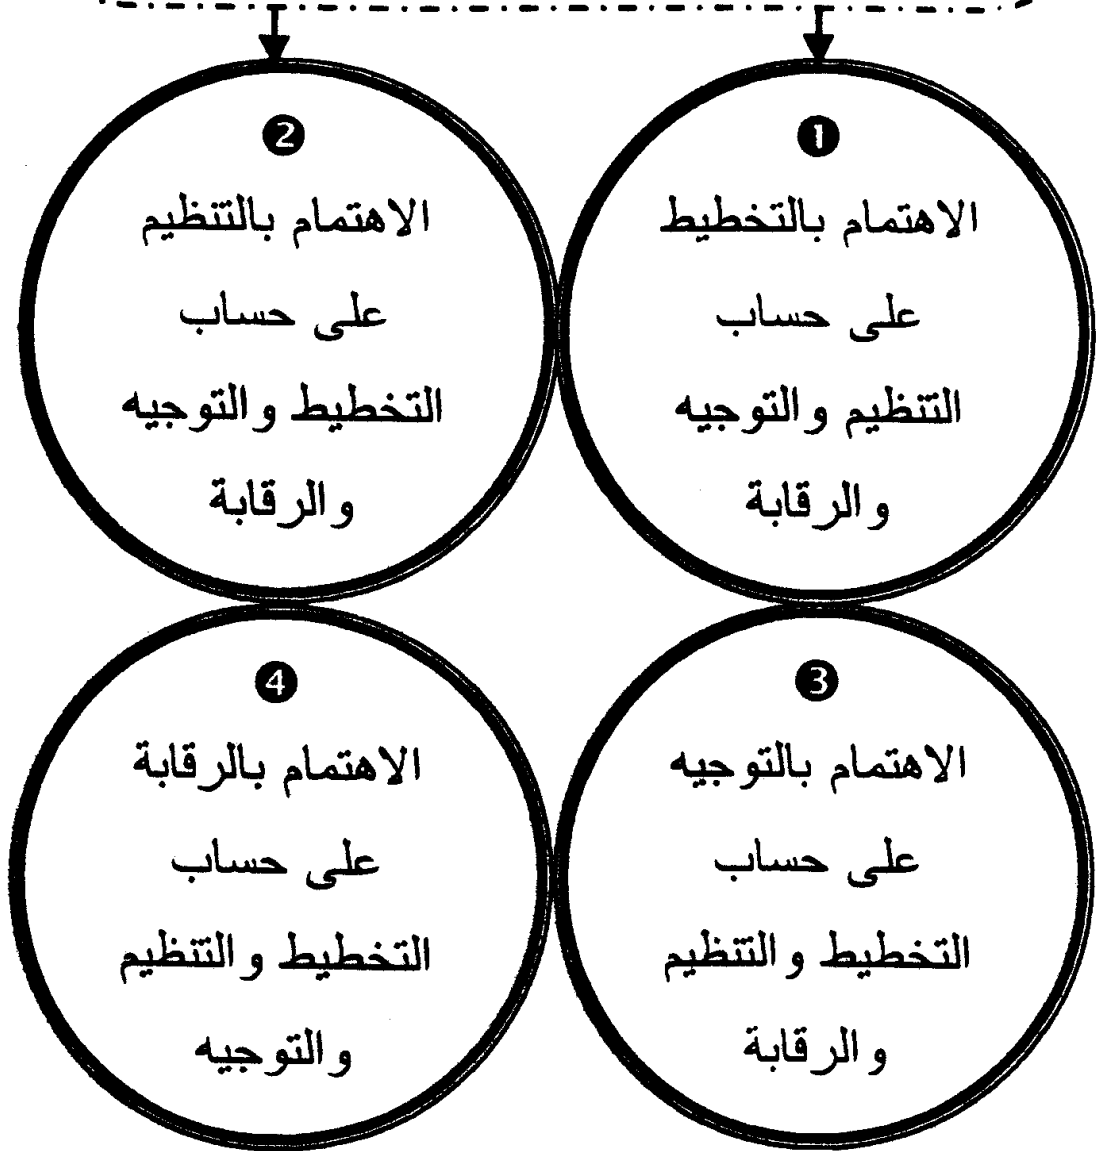 ❶
الاهتمام بالتخطيط
على حساب
التنظيم والتوجيه
والرقابة
❷
الاهتمام بالتنظيم
على حساب
التخطيط والتوجيه
والرقابة
❸
الاهتمام بالتوجيه
على حساب
التخطيط والتنظيم
والرقابة
❹
الاهتمام بالرقابة
على حساب
التخطيط والتنظيم
والتوجيه